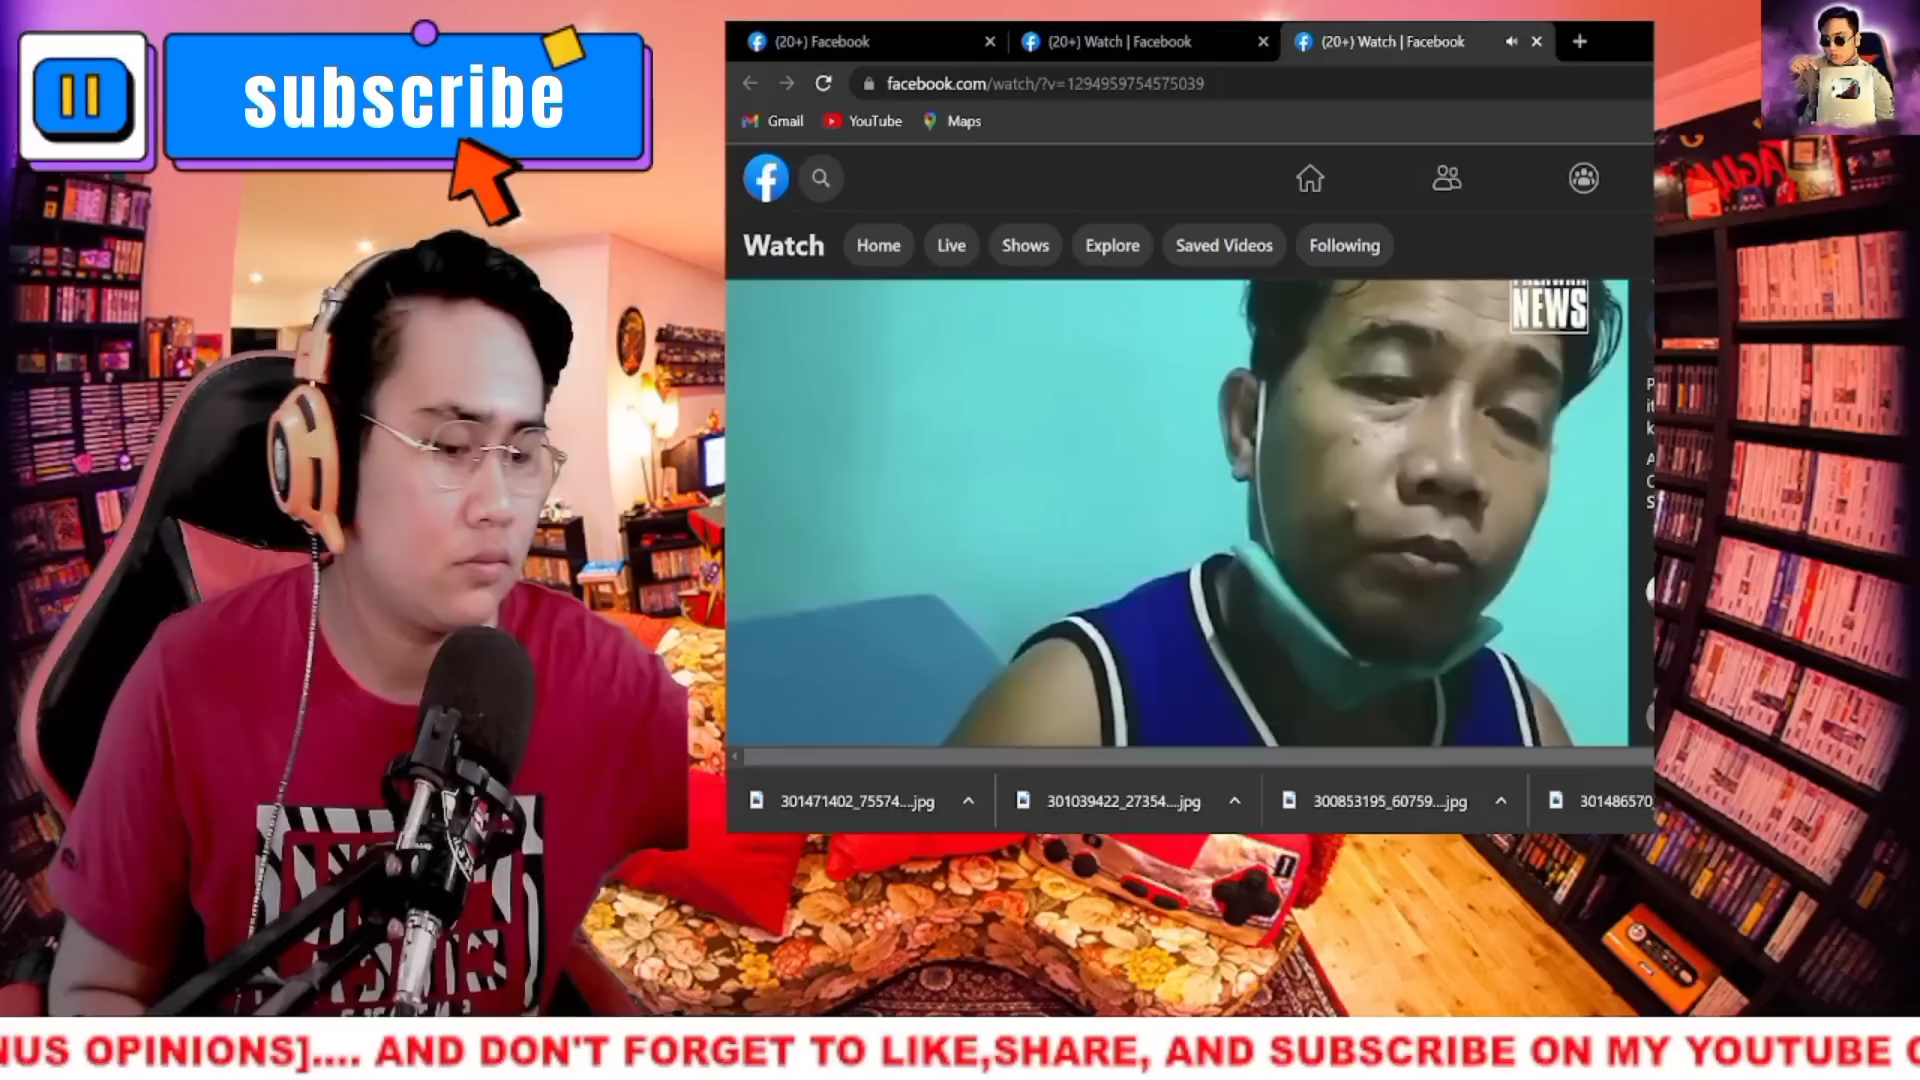 subscribe
(20+) Facebook
(20+) Watch | Facebook
(20+) Watch | Facebook
facebook.com/watch/?v=1294959754575039
Gmail
YouTube
Maps
Watch
Home
Live
Shows
Explore
Saved Videos
Following
NEWS
301471402_75574....jpg
301039422_27354....jpg
300853195_60759....jpg
301486570
NUS OPINIONS].... AND DON'T FORGET TO LIKE,SHARE, AND SUBSCRIBE ON MY YOUTUBE